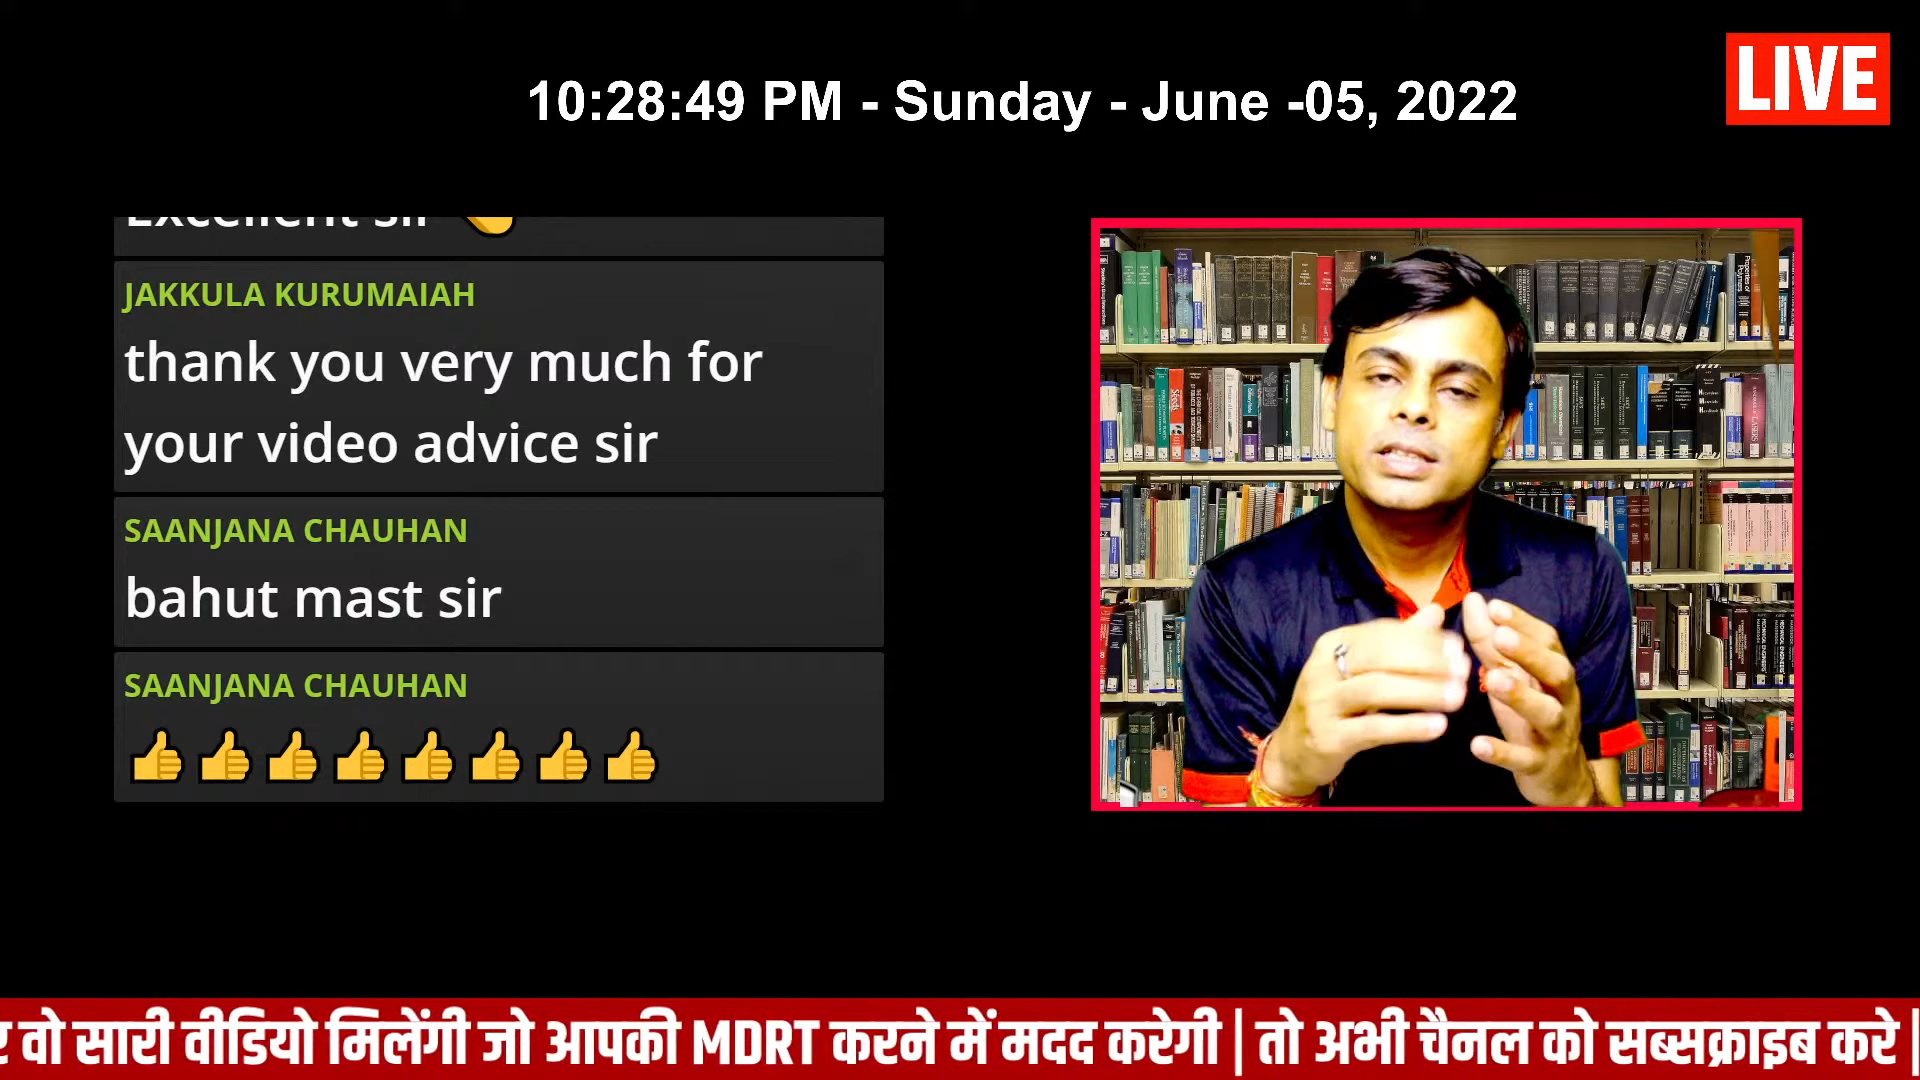 LIVE
10:28:49 PM - Sunday - June -05, 2022
Excellent sir
JAKKULA KURUMAIAH
thank you very much for
your video advice sir
SAANJANA CHAUHAN
bahut mast sir
SAANJANA CHAUHAN
👍👍👍👍👍👍👍👍
वो सारी वीडियो मिलेंगी जो आपकी MDRT करने में मदद करेगी | तो अभी चैनल को सब्सक्राइब करे |